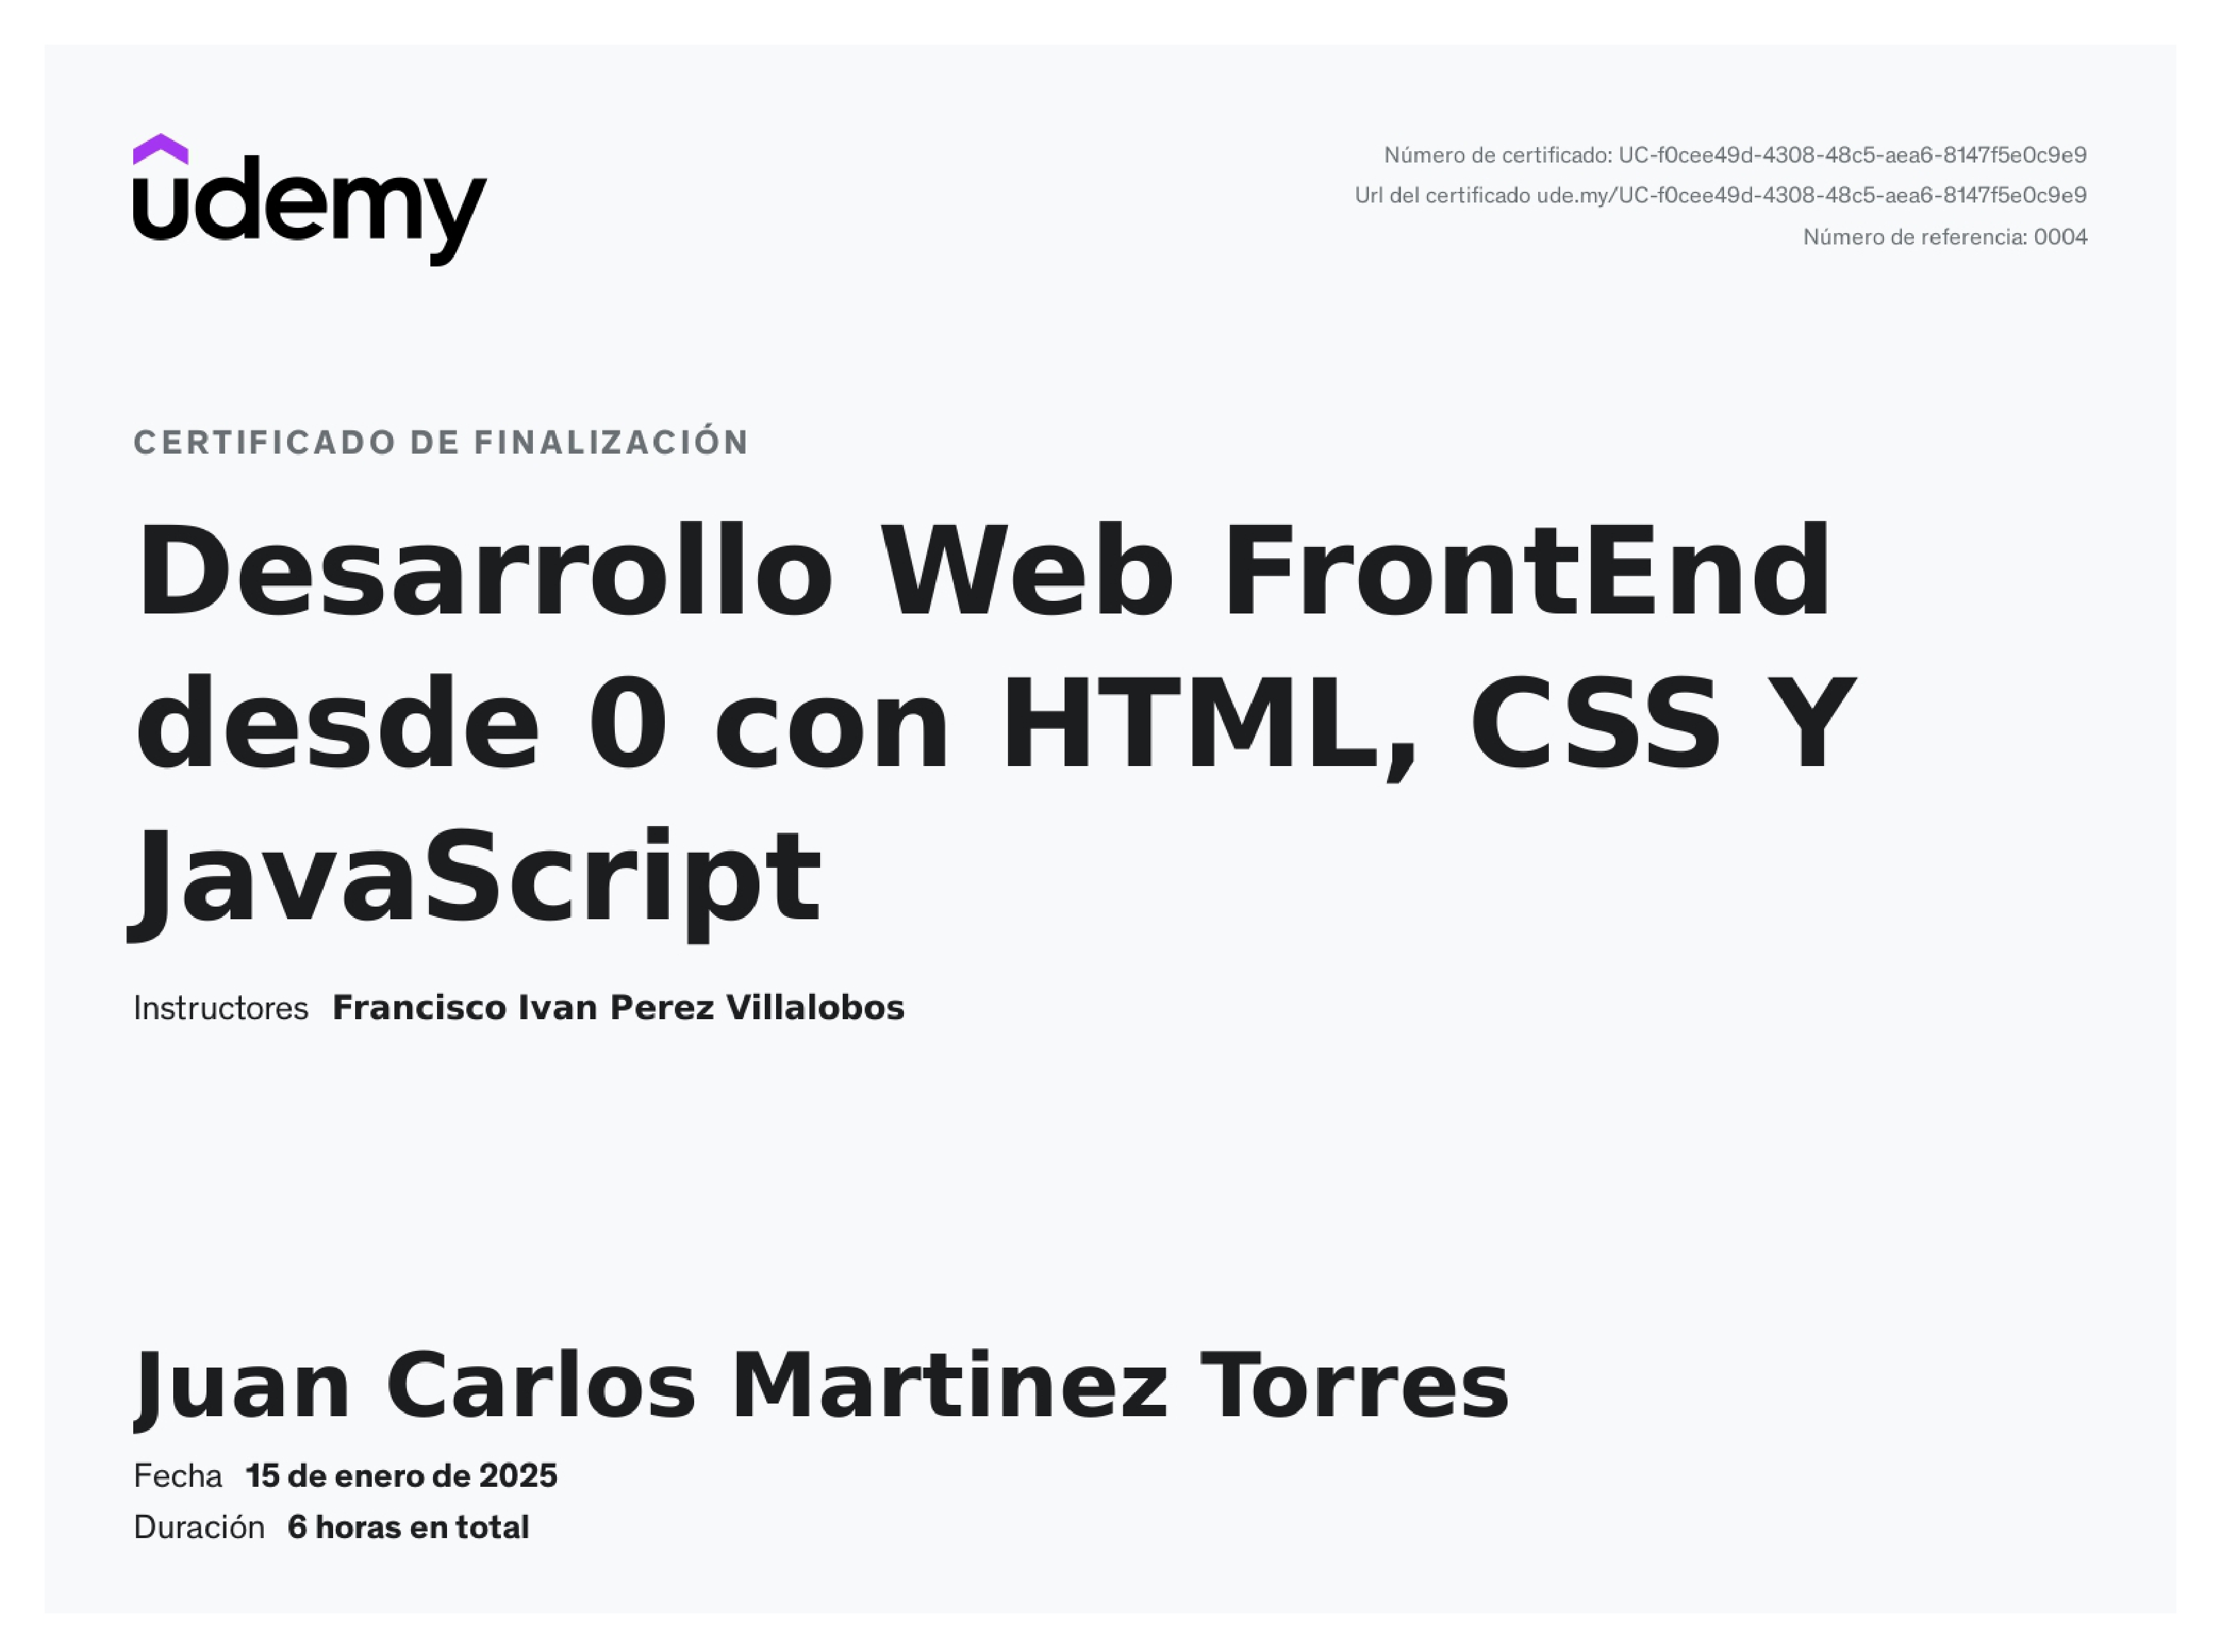 udemy
Número de certificado: UC-f0cee49d-4308-48c5-aea6-8147f5e0c9e9
Url del certificado ude.my/UC-f0cee49d-4308-48c5-aea6-8147f5e0c9e9
Número de referencia: 0004
CERTIFICADO DE FINALIZACIÓN
Desarrollo Web FrontEnd
desde 0 con HTML, CSS Y
JavaScript
Instructores Francisco Ivan Perez Villalobos
Juan Carlos Martinez Torres
Fecha 15 de enero de 2025
Duración 6 horas en total